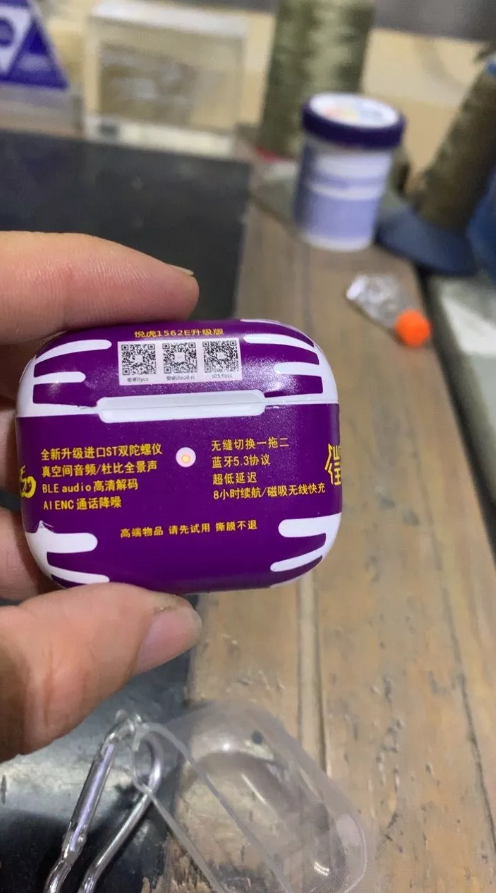 悦虎1562E升级版
全新升级进口ST双陀螺仪
真空间音频/杜比全景声
BLE audio高清解码
AI ENC 通话降噪
无缝切换一拖二
蓝牙5.3协议
超低延迟
8小时续航/磁吸无线快充
高端物品 请先试用 撕膜不退